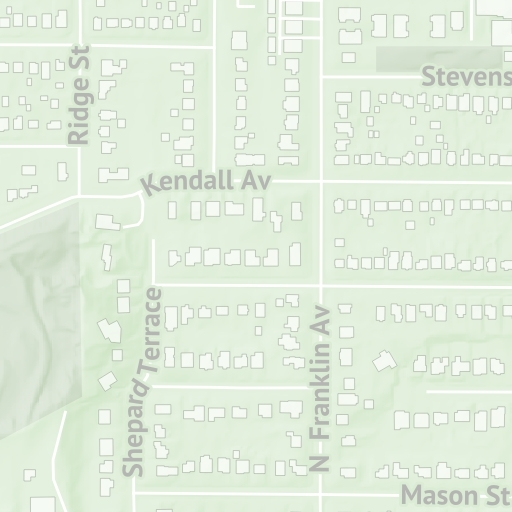 Stevens
Ridge St
Kendall Av
Shepard Terrace
N Franklin Av
Mason St